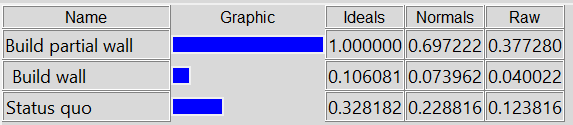 Name Graphic Ideals Normals Raw
Build partial wall 1.000000 0.697222 0.377280
Build wall 0.106081 0.073962 0.040022
Status quo 0.328182 0.228816 0.123816